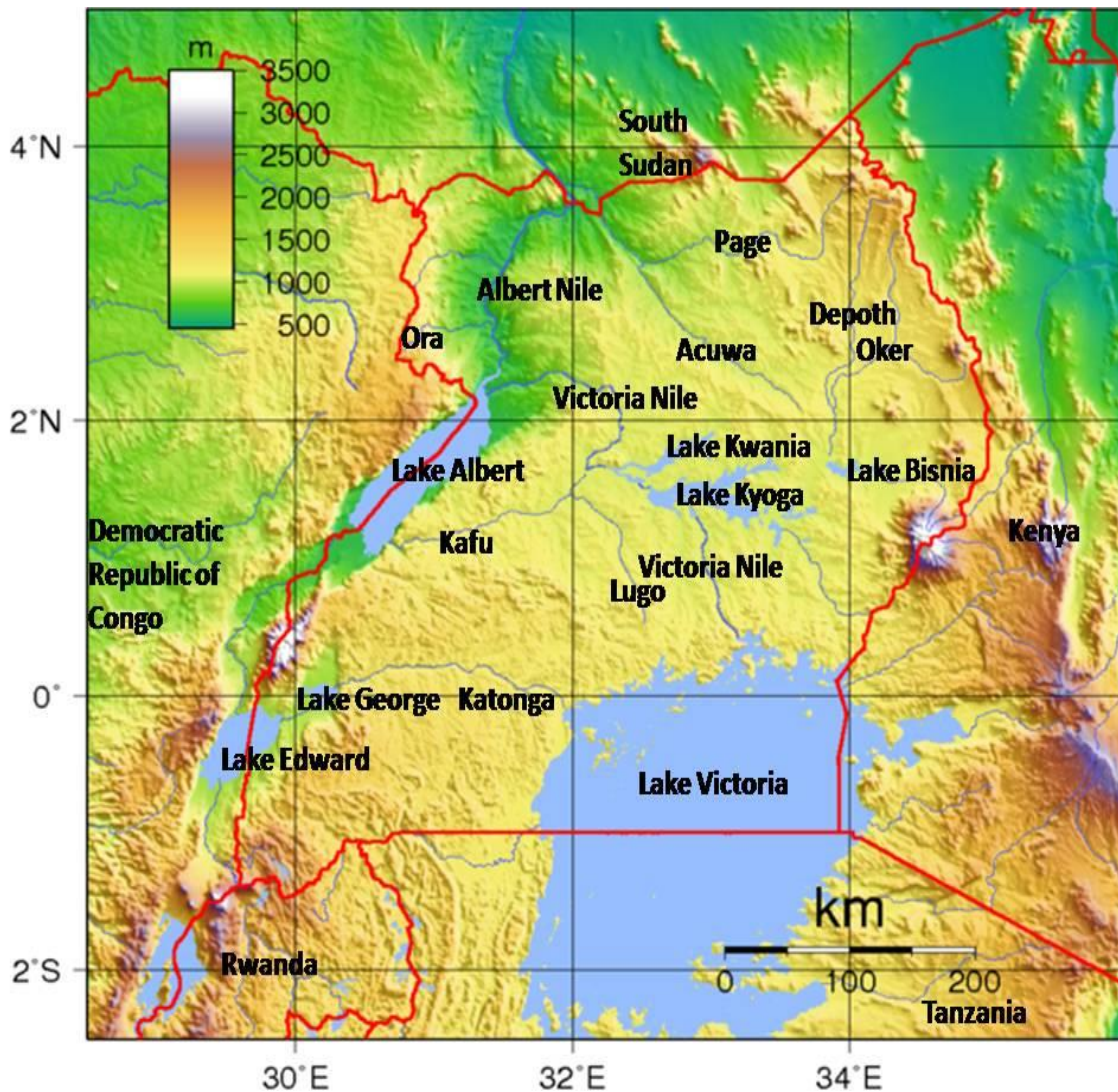 m
3500
3000
2500
2000
1500
1000
500
4°N
2°N
0°
2°S
South
Sudan
Page
Albert Nile
Depoth
Ora
Acuwa
Oker
Victoria Nile
Lake Kwania
Lake Albert
Lake Bisnia
Lake Kyoga
Democratic
Republic of
Congo
Kafu
Kenya
Victoria Nile
Lugo
Lake George
Katonga
Lake Edward
Lake Victoria
km
0 100 200
Rwanda
Tanzania
30°E
32°E
34°E